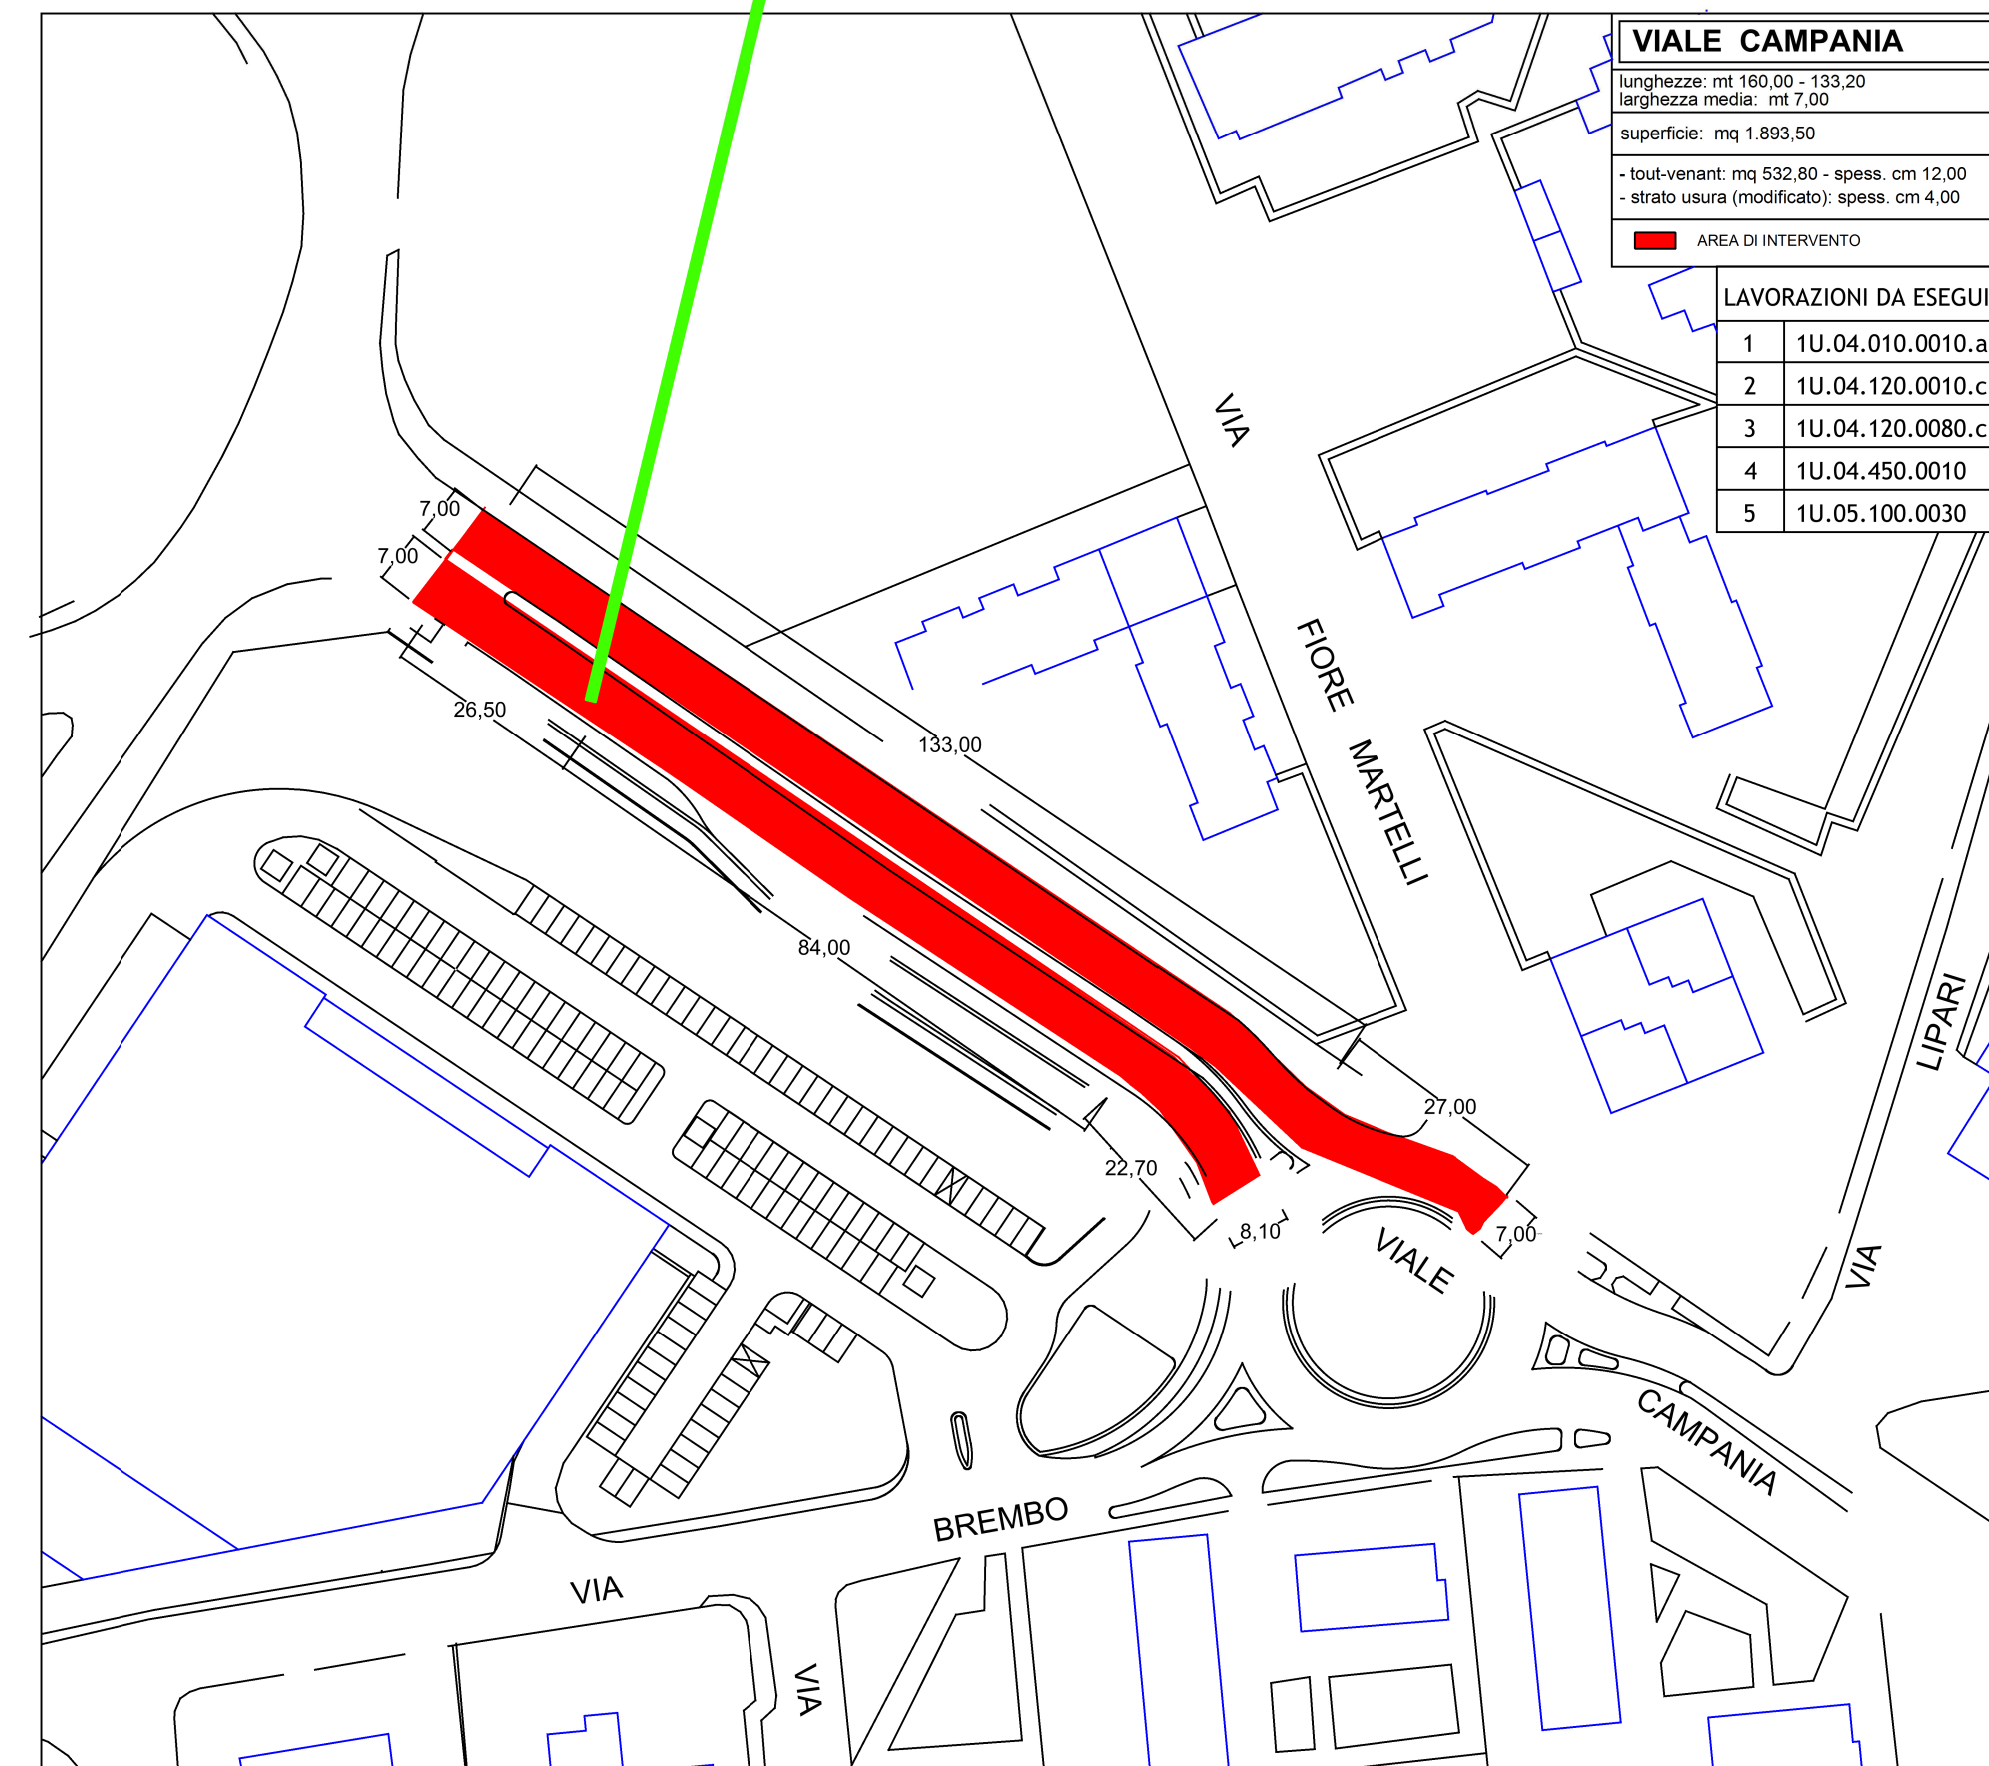 VIALE CAMPANIA
lunghezze: mt 160,00 - 133,20
larghezza media: mt 7,00
superficie: mq 1.893,50
- tout-venant: mq 532,80 - spess. cm 12,00
- strato usura (modificato): spess. cm 4,00
AREA DI INTERVENTO
LAVORAZIONI DA ESEGUI
1 1U.04.010.0010.a
2 1U.04.120.0010.c
3 1U.04.120.0080.c
4 1U.04.450.0010
5 1U.05.100.0030
VIA
FIORE MARTELLI
7,00
7,00
26,50
133,00
84,00
27,00
22,70
8,10
7,00
VIALE
CAMPANIA
LIPARI
VIA
BREMBO
VIA
VIA